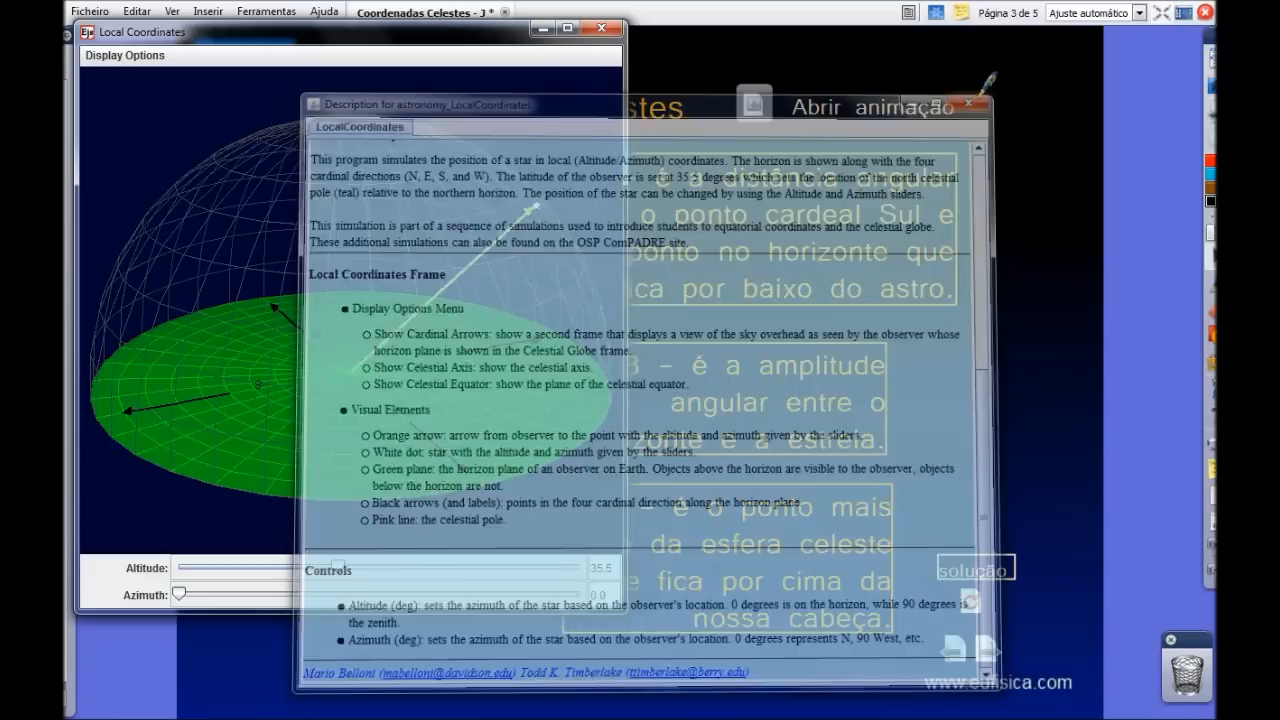 Ficheiro Editar Ver Inserir Ferramentas Ajuda Coordenadas Celestes - J * Página 3 de 5 Ajuste automático
Local Coordinates
Display Options
stes Abrir animação
Description for astronomy_LocalCoordinates
LocalCoordinates
This program simulates the position of a star in local (Altitude Azimuth) coordinates. The horizon is shown along with the four
cardinal directions (N, E, S, and W). The latitude of the observer is set at 35.5 degrees which sets the location of the north celestial
pole (teal) relative to the northern horizon. The position of the star can be changed by using the Altitude and Azimuth sliders.
This simulation is part of a sequence of simulations used to introduce students to equatorial coordinates and the celestial globe.
These additional simulations can also be found on the OSP ComPADRE site.
é a distância angular
o ponto cardeal Sul e
ponto no horizonte que
ca por baixo do astro.
Local Coordinates Frame
Display Options Menu
Show Cardinal Arrows: show a second frame that displays a view of the sky overhead as seen by the observer whose
horizon plane is shown in the Celestial Globe frame.
Show Celestial Axis: show the celestial axis.
Show Celestial Equator: show the plane of the celestial equator.
– é a amplitude
angular entre o
zonte e a estreia.
Visual Elements
Orange arrow: arrow from observer to the point with the altitude and azimuth given by the sliders.
White dot: star with the altitude and azimuth given by the sliders.
Green plane: the horizon plane of an observer on Earth. Objects above the horizon are visible to the observer, objects
below the horizon are not.
Black arrows (and labels): points in the four cardinal direction along the horizon plane.
Pink line: the celestial pole.
- é o ponto mais
da esfera celeste
e fica por cima da
nossa cabeça.
solução
Altitude: 35.5
Azimuth: 0.0
Controls
Altitude (deg): sets the azimuth of the star based on the observer's location. 0 degrees is on the horizon, while 90 degrees is
the zenith.
Azimuth (deg): sets the azimuth of the star based on the observer's location. 0 degrees represents N, 90 West, etc.
Mario Belloni (mabelloni@davidson.edu) Todd K. Timberlake (ttimberlake@berry.edu)
www.eufisica.com